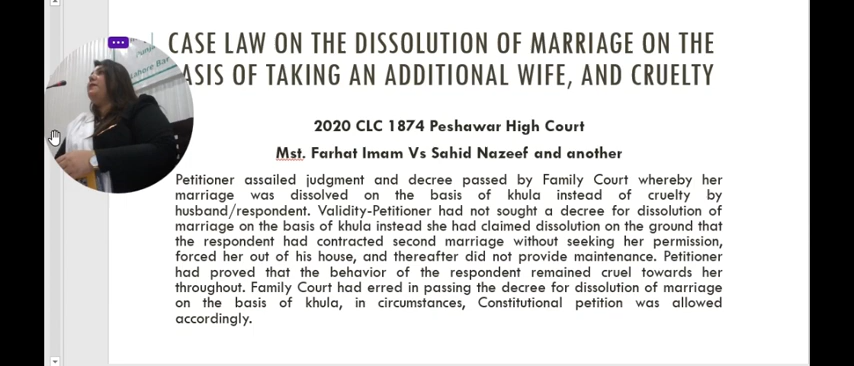 CASE LAW ON THE DISSOLUTION OF MARRIAGE ON THE
ASIS OF TAKING AN ADDITIONAL WIFE, AND CRUELTY
Punja
ahore Bar
2020 CLC 1874 Peshawar High Court
Mst. Farhat Imam Vs Sahid Nazeef and another
Petitioner assailed judgment and decree passed by Family Court whereby her
marriage was dissolved on the basis of khula instead of cruelty by
husband/respondent. Validity-Petitioner had not sought a decree for dissolution of
marriage on the basis of khula instead she had claimed dissolution on the ground that
the respondent had contracted second marriage without seeking her permission,
forced her out of his house, and thereafter did not provide maintenance. Petitioner
had proved that the behavior of the respondent remained cruel towards her
throughout. Family Court had erred in passing the decree for dissolution of marriage
on the basis of khula, in circumstances, Constitutional petition was allowed
accordingly.